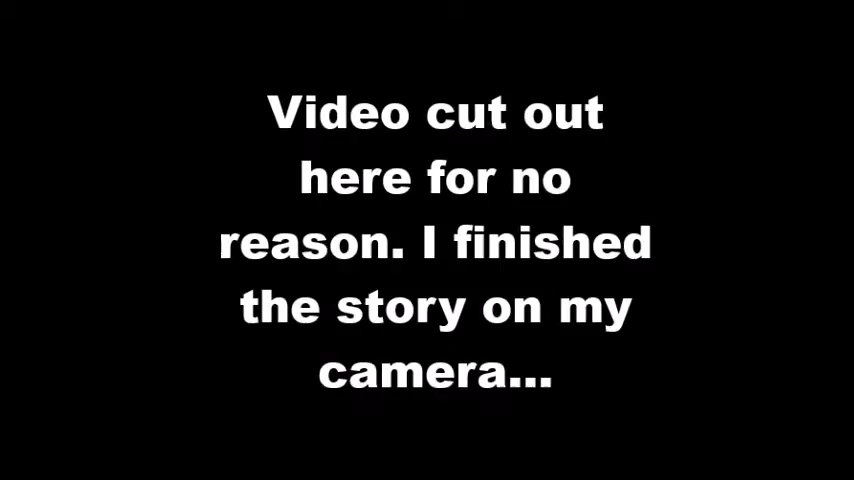 Video cut out
here for no
reason. I finished
the story on my
camera...